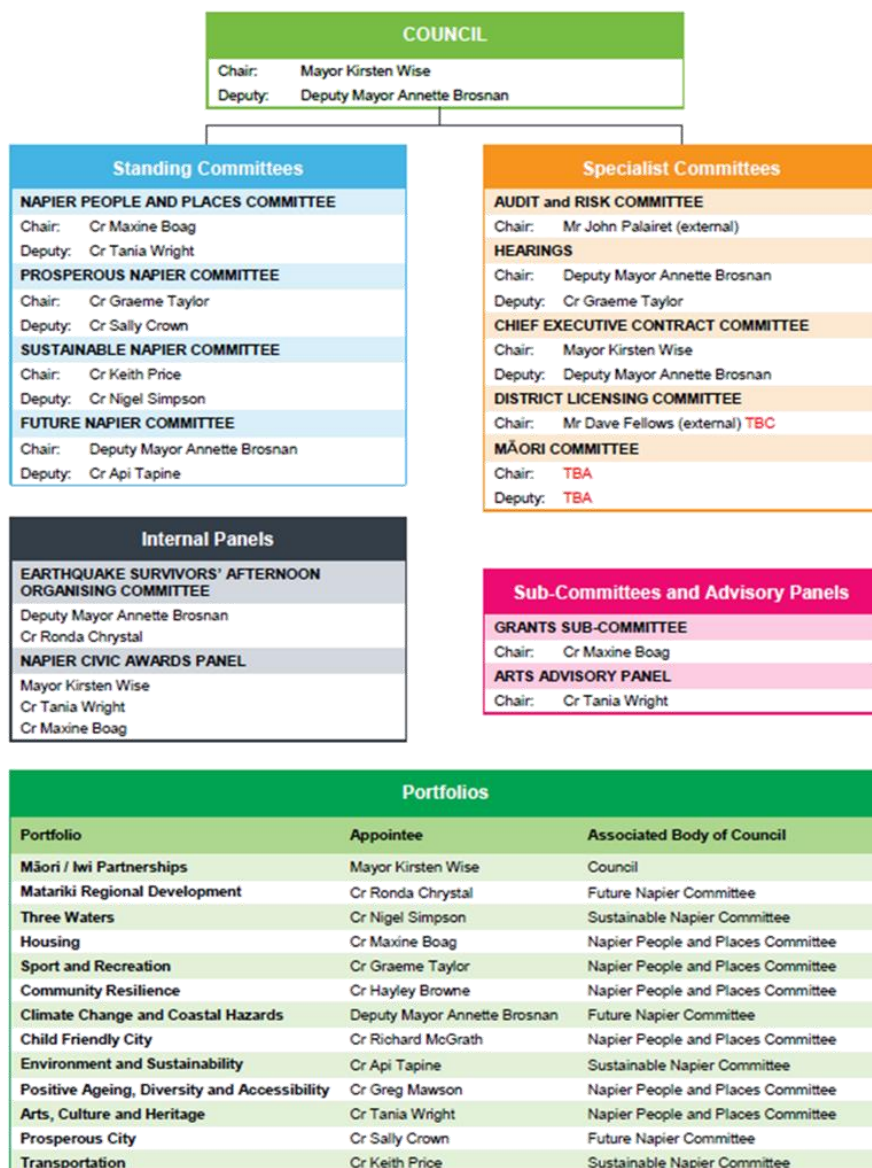 COUNCIL
Chair: Mayor Kirsten Wise
Deputy: Deputy Mayor Annette Brosnan
Standing Committees
NAPIER PEOPLE AND PLACES COMMITTEE
Chair: Cr Maxine Boag
Deputy: Cr Tania Wright
PROSPEROUS NAPIER COMMITTEE
Chair: Cr Graeme Taylor
Deputy: Cr Sally Crown
SUSTAINABLE NAPIER COMMITTEE
Chair: Cr Keith Price
Deputy: Cr Nigel Simpson
FUTURE NAPIER COMMITTEE
Chair: Deputy Mayor Annette Brosnan
Deputy: Cr Api Tapine
Specialist Committees
AUDIT and RISK COMMITTEE
Chair: Mr John Palairet (external)
HEARINGS
Chair: Deputy Mayor Annette Brosnan
Deputy: Cr Graeme Taylor
CHIEF EXECUTIVE CONTRACT COMMITTEE
Chair: Mayor Kirsten Wise
Deputy: Deputy Mayor Annette Brosnan
DISTRICT LICENSING COMMITTEE
Chair: Mr Dave Fellows (external) TBC
MĀORI COMMITTEE
Chair: TBA
Deputy: TBA
Internal Panels
EARTHQUAKE SURVIVORS' AFTERNOON
ORGANISING COMMITTEE
Deputy Mayor Annette Brosnan
Cr Ronda Chrystal
NAPIER CIVIC AWARDS PANEL
Mayor Kirsten Wise
Cr Tania Wright
Cr Maxine Boag
Sub-Committees and Advisory Panels
GRANTS SUB-COMMITTEE
Chair: Cr Maxine Boag
ARTS ADVISORY PANEL
Chair: Cr Tania Wright
Portfolios
Portfolio Appointee Associated Body of Council
Māori / Iwi Partnerships Mayor Kirsten Wise Council
Matariki Regional Development Cr Ronda Chrystal Future Napier Committee
Three Waters Cr Nigel Simpson Sustainable Napier Committee
Housing Cr Maxine Boag Napier People and Places Committee
Sport and Recreation Cr Graeme Taylor Napier People and Places Committee
Community Resilience Cr Hayley Browne Napier People and Places Committee
Climate Change and Coastal Hazards Deputy Mayor Annette Brosnan Future Napier Committee
Child Friendly City Cr Richard McGrath Napier People and Places Committee
Environment and Sustainability Cr Api Tapine Sustainable Napier Committee
Positive Ageing, Diversity and Accessibility Cr Greg Mawson Napier People and Places Committee
Arts, Culture and Heritage Cr Tania Wright Napier People and Places Committee
Prosperous City Cr Sally Crown Future Napier Committee
Transportation Cr Keith Price Sustainable Napier Committee